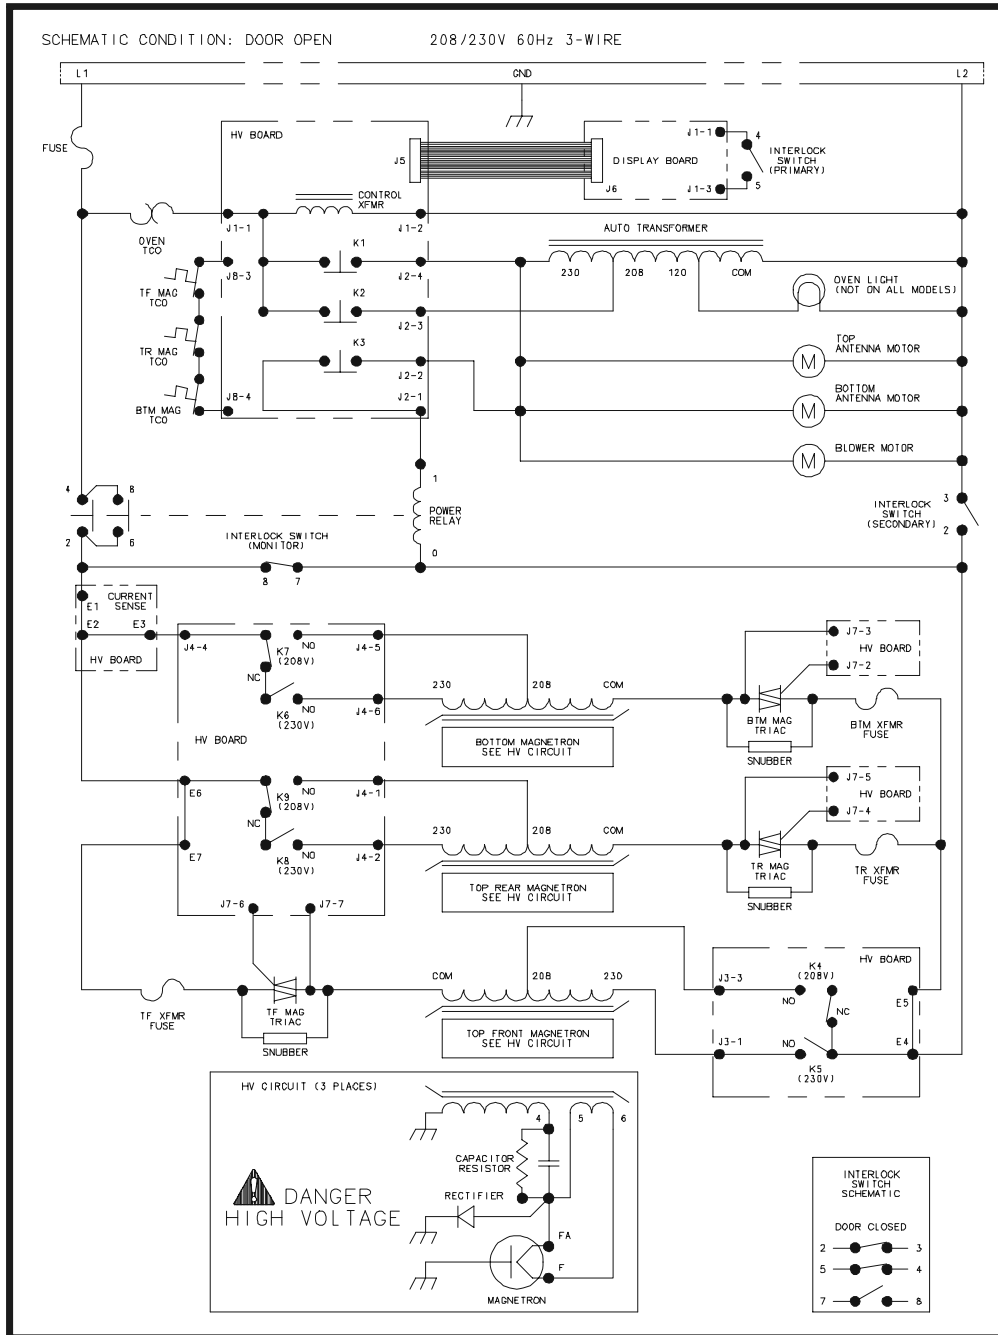 SCHEMATIC CONDITION: DOOR OPEN
208/230V 60Hz 3-WIRE
L1
GND
L2
FUSE
HV BOARD
J5
J6
DISPLAY BOARD
J1-1
J1-3
4
5
INTERLOCK
SWITCH
(PRIMARY)
CONTROL
XFMR
OVEN
TCO
J1-1
J1-2
AUTO TRANSFORMER
K1
J8-3
J2-4
230
208
120
COM
OVEN LIGHT
(NOT ON ALL MODELS)
TF MAG
TCO
K2
J2-3
TR MAG
TCO
K3
J2-2
TOP
ANTENNA MOTOR
M
BTM MAG
TCO
J8-4
J2-1
BOTTOM
ANTENNA MOTOR
M
BLOWER MOTOR
M
4
8
2
6
1
POWER
RELAY
0
INTERLOCK
SWITCH
(SECONDARY)
3
2
INTERLOCK SWITCH
(MONITOR)
8
7
CURRENT
SENSE
E1
E2
E3
HV BOARD
J4-4
K7
(208V)
NO
J4-5
NC
K6
(230V)
NO
J4-6
HV BOARD
230
208
COM
BOTTOM MAGNETRON
SEE HV CIRCUIT
J7-3
HV BOARD
J7-2
BTM MAG
TRIAC
BTM XFMR
FUSE
SNUBBER
E6
K9
(208V)
NO
J4-1
NC
E7
K8
(230V)
NO
J4-2
230
208
COM
TOP REAR MAGNETRON
SEE HV CIRCUIT
J7-5
HV BOARD
J7-4
TR MAG
TRIAC
TR XFMR
FUSE
SNUBBER
J7-6
J7-7
TF XFMR
FUSE
TF MAG
TRIAC
SNUBBER
COM
208
230
TOP FRONT MAGNETRON
SEE HV CIRCUIT
J3-3
K4
(208V)
HV BOARD
NO
NC
E5
J3-1
NO
K5
(230V)
E4
HV CIRCUIT (3 PLACES)
4
5
6
CAPACITOR
RESISTOR
RECTIFIER
DANGER
HIGH VOLTAGE
FA
F
MAGNETRON
INTERLOCK
SWITCH
SCHEMATIC
DOOR CLOSED
2
3
5
4
7
8